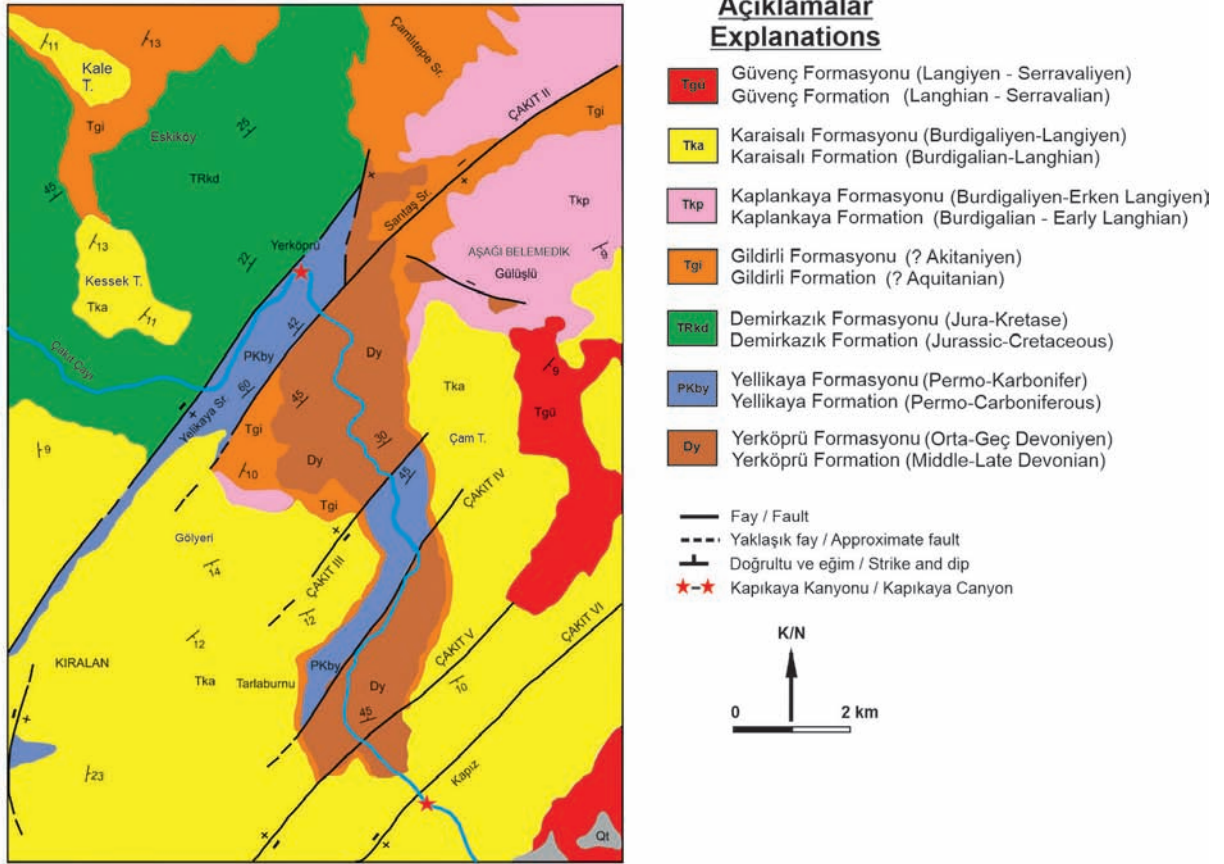 Açıklamalar
Explanations
Tgü
Güvenç Formasyonu (Langiyen - Serravaliyen)
Güvenç Formation (Langhian - Serravalian)
Tka
Karaisalı Formasyonu (Burdigaliyen-Langiyen)
Karaisalı Formation (Burdigalian-Langhian)
Tkp
Kaplankaya Formasyonu (Burdigaliyen-Erken Langiyen)
Kaplankaya Formation (Burdigalian - Early Langhian)
Tgi
Gildirli Formasyonu (? Akitaniyen)
Gildirli Formation (? Aquitanian)
TRkd
Demirkazık Formasyonu (Jura-Kretase)
Demirkazık Formation (Jurassic-Cretaceous)
PKby
Yellikaya Formasyonu (Permo-Karbonifer)
Yellikaya Formation (Permo-Carboniferous)
Dy
Yerköprü Formasyonu (Orta-Geç Devoniyen)
Yerköprü Formation (Middle-Late Devonian)
Fay / Fault
Yaklaşık fay / Approximate fault
Doğrultu ve eğim / Strike and dip
Kapıkaya Kanyonu / Kapıkaya Canyon
K/N
0 2 km
11
13
Kale
T.
Çamlıtepe Sr.
Tgi
Eskiköy
25
TRkd
45
ÇAKIT II
Tgi
Santaş Sr.
Tkp
13
Kessek T.
Tka
11
22
Yerköprü
AŞAĞI BELEMEDİK
Gülüşlü
9
Çakıt Çayı
PKby
42
Dy
60
Yelikaya Sr.
45
Tka
9
Tgü
9
Tgi
10
Dy
30
Çam T.
45
Tgi
ÇAKIT IV
Gölyeri
14
ÇAKIT III
12
12
KIRALAN
Tka
Tarlaburnu
PKby
Dy
45
ÇAKIT V
10
ÇAKIT VI
23
Kapız
Qt